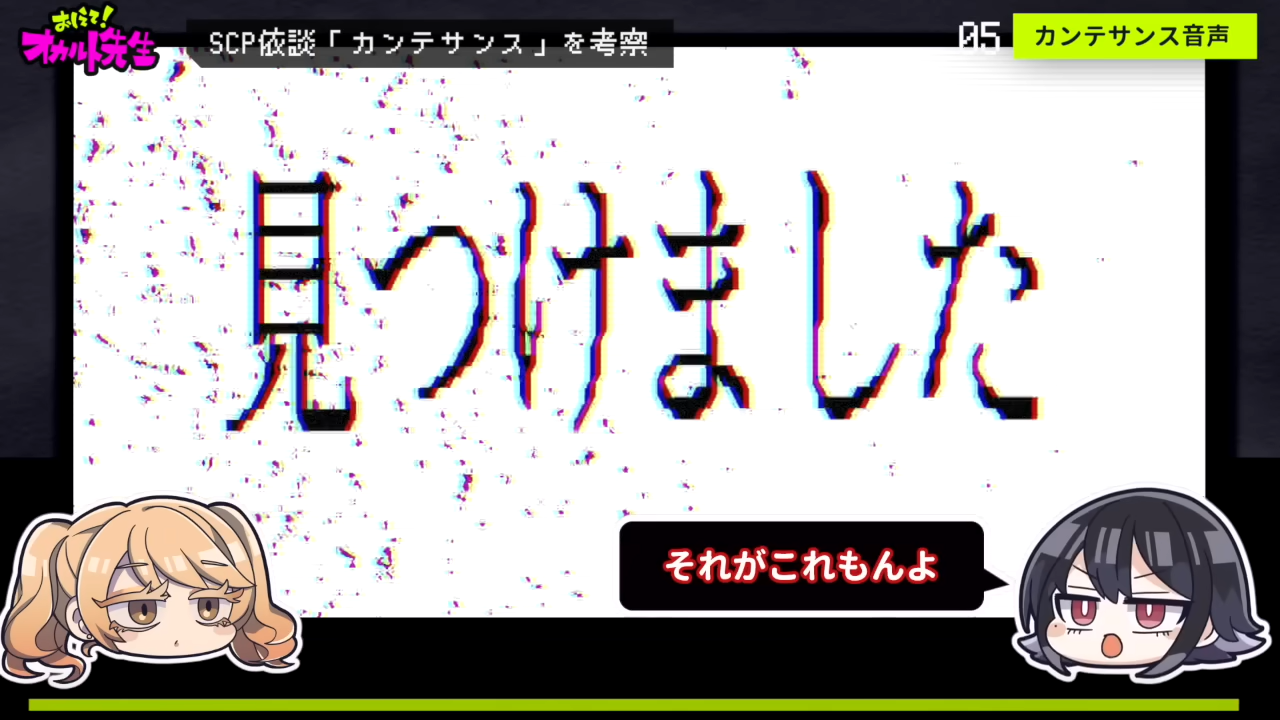 おしえて!
オカルト先生
SCP依談「カンテサンス」を考察
05
カンテサンス音声
見つけました
それがこれもんよ